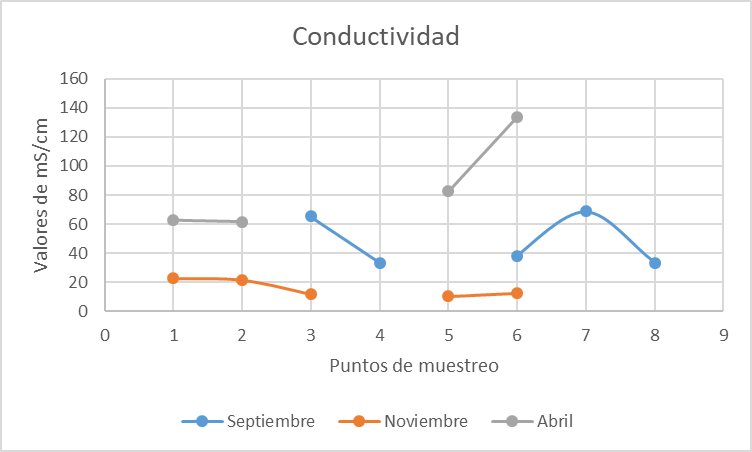 Conductividad
160
140
120
100
80
60
40
20
0
Valores de mS/cm
0 1 2 3 4 5 6 7 8 9
Puntos de muestreo
Septiembre Noviembre Abril